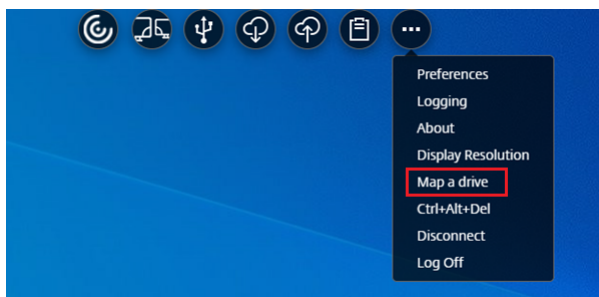 Preferences
Logging
About
Display Resolution
Map a drive
Ctrl+Alt+Del
Disconnect
Log Off